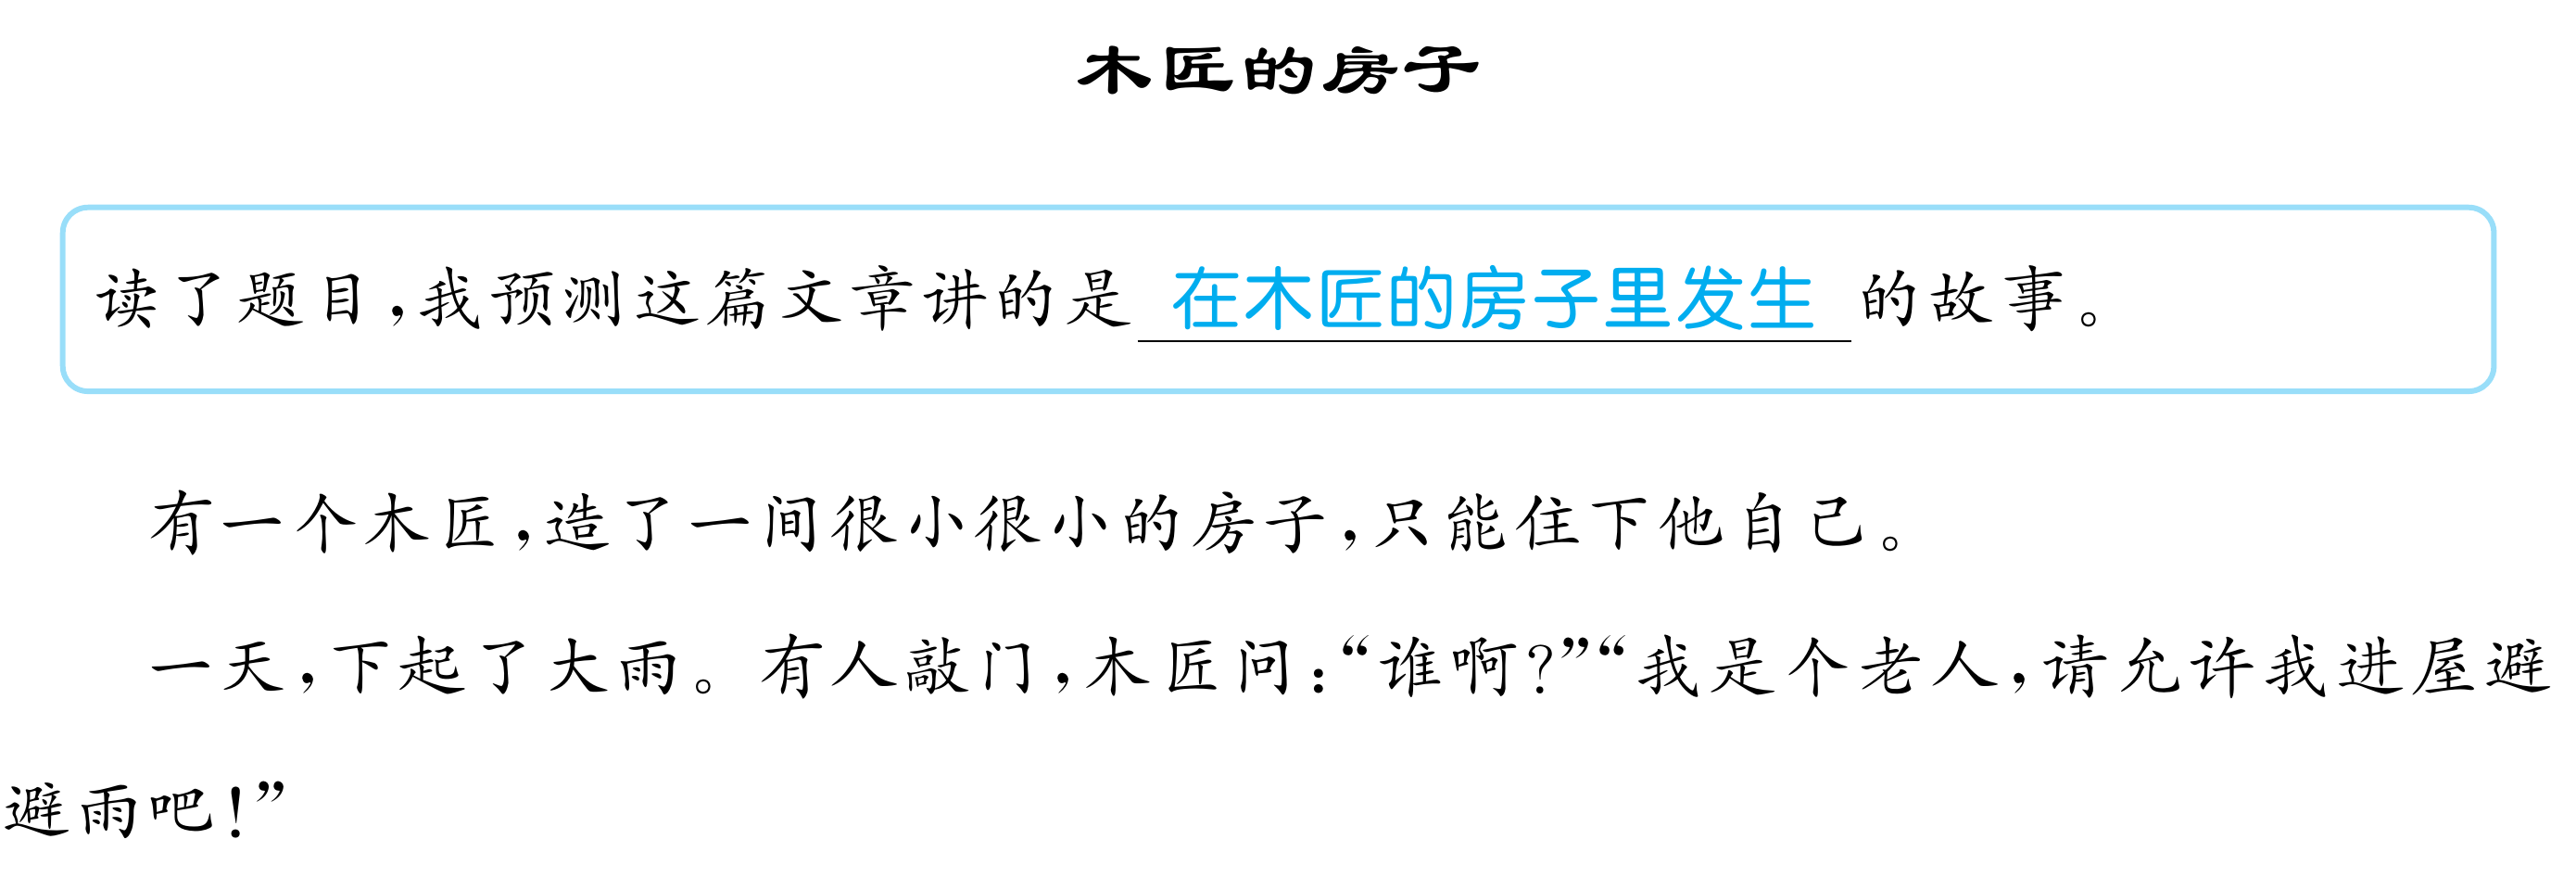 木匠的房子
读了题目,我预测这篇文章讲的是 在木匠的房子里发生 的故事。
有一个木匠,造了一间很小很小的房子,只能住下他自己。
一天,下起了大雨。有人敲门,木匠问:“谁啊?”“我是个老人,请允许我进屋避
避雨吧!”